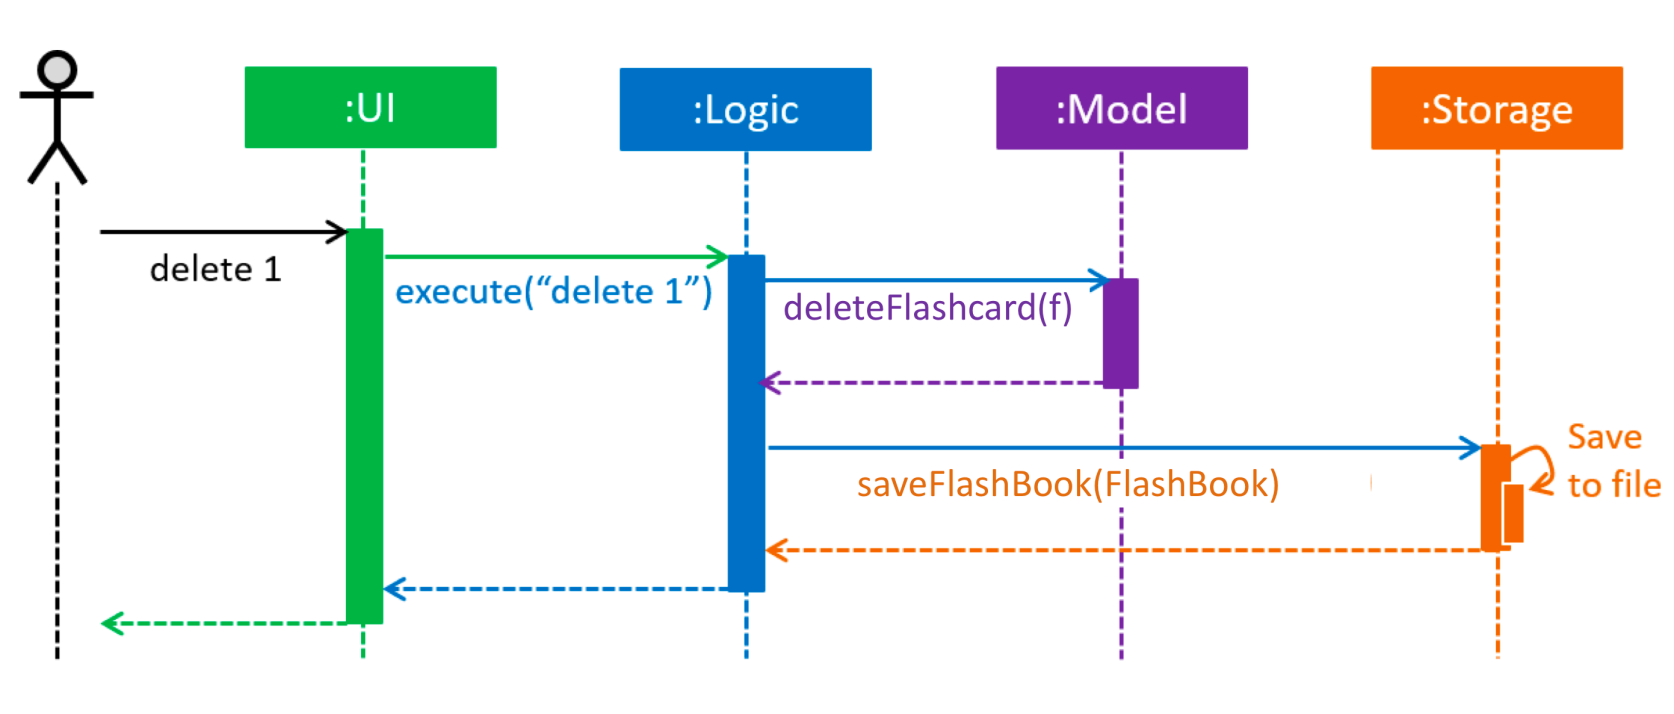 :UI
:Logic
:Model
:Storage
delete 1
execute(“delete 1”)
deleteFlashcard(f)
Save
to file
saveFlashBook(FlashBook)